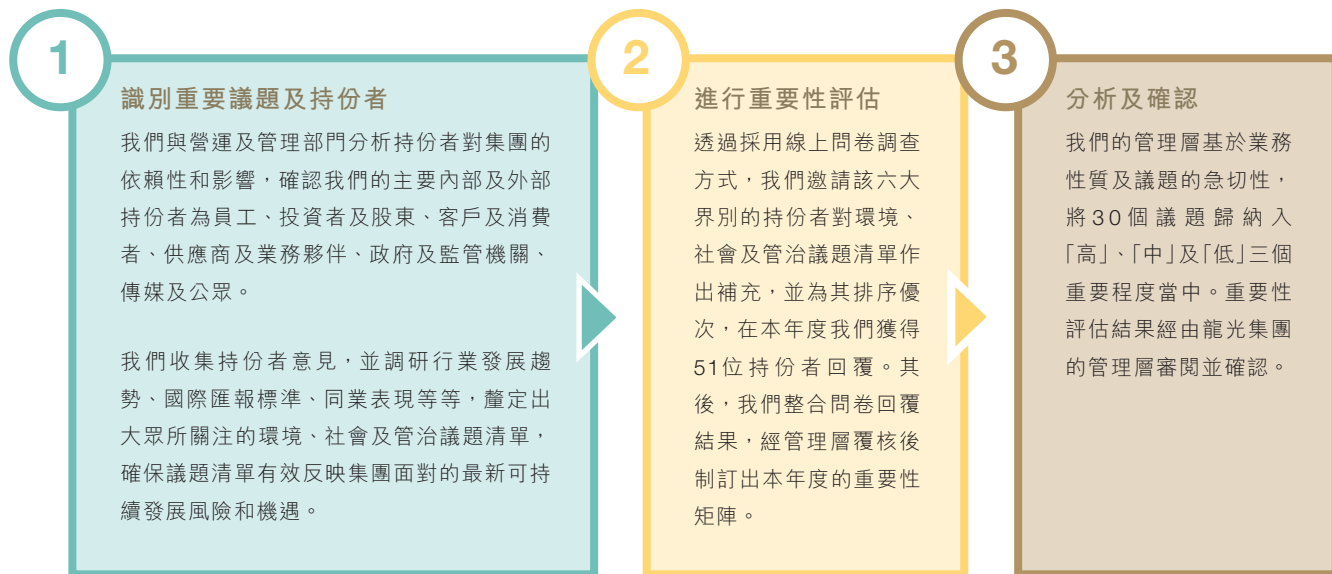 1
識別重要議題及持份者
我們與營運及管理部門分析持份者對集團的
依賴性和影響，確認我們的主要內部及外部
持份者為員工、投資者及股東、客戶及消費
者、供應商及業務夥伴、政府及監管機關、
傳媒及公眾。
我們收集持份者意見，並調研行業發展趨
勢、國際匯報標準、同業表現等等，釐定出
大眾所關注的環境、社會及管治議題清單，
確保議題清單有效反映集團面對的最新可持
續發展風險和機遇。
2
進行重要性評估
透過採用線上問卷調查
方式，我們邀請該六大
界別的持份者對環境、
社會及管治議題清單作
出補充，並為其排序優
次，在本年度我們獲得
51位持份者回覆。其
後，我們整合問卷回覆
結果，經管理層覆核後
制訂出本年度的重要性
矩陣。
3
分析及確認
我們的管理層基於業務
性質及議題的急切性，
將30個議題歸納入
「高」、「中」及「低」三個
重要程度當中。重要性
評估結果經由龍光集團
的管理層審閱並確認。